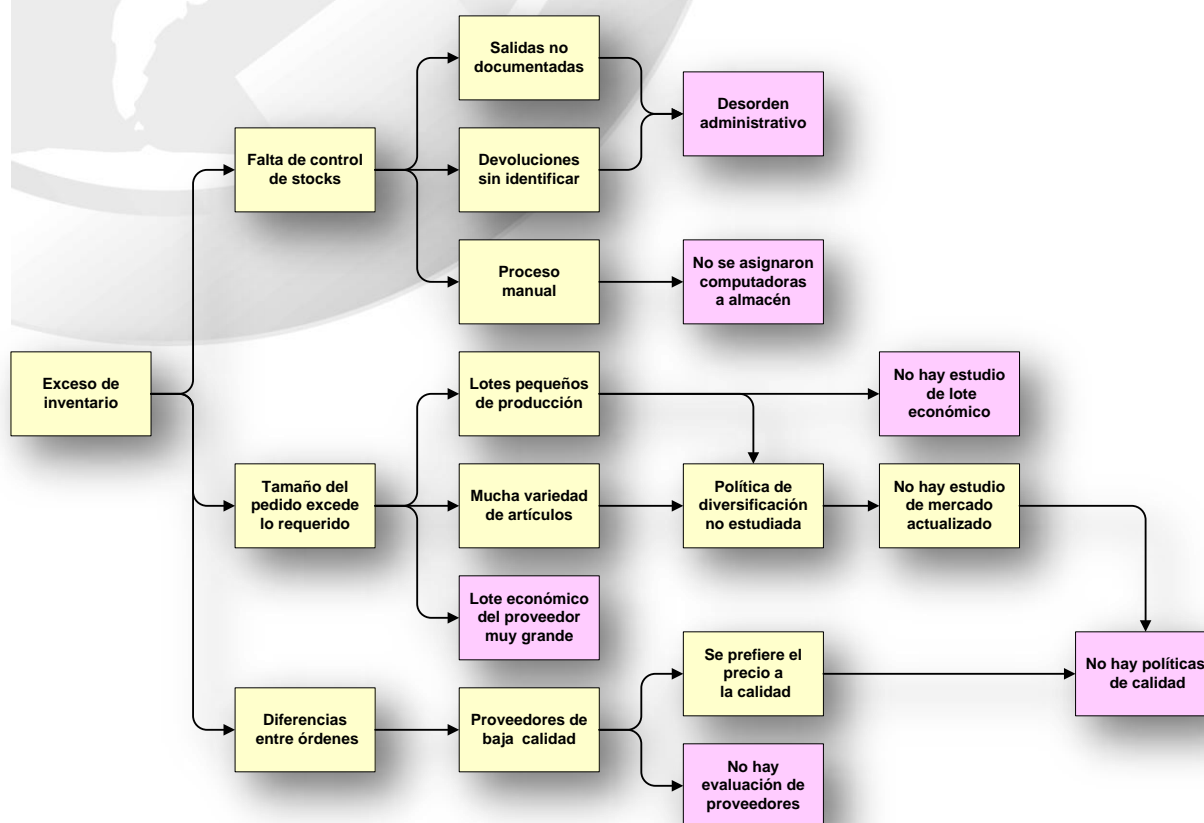 Salidas no
documentadas
Desorden
administrativo
Falta de control
de stocks
Devoluciones
sin identificar
Proceso
manual
No se asignaron
computadoras
a almacén
Exceso de
inventario
Lotes pequeños
de producción
No hay estudio
de lote
económico
Tamaño del
pedido excede
lo requerido
Mucha variedad
de artículos
Política de
diversificación
no estudiada
No hay estudio
de mercado
actualizado
Lote económico
del proveedor
muy grande
Se prefiere el
precio a
la calidad
No hay políticas
de calidad
Diferencias
entre órdenes
Proveedores de
baja calidad
No hay
evaluación de
proveedores